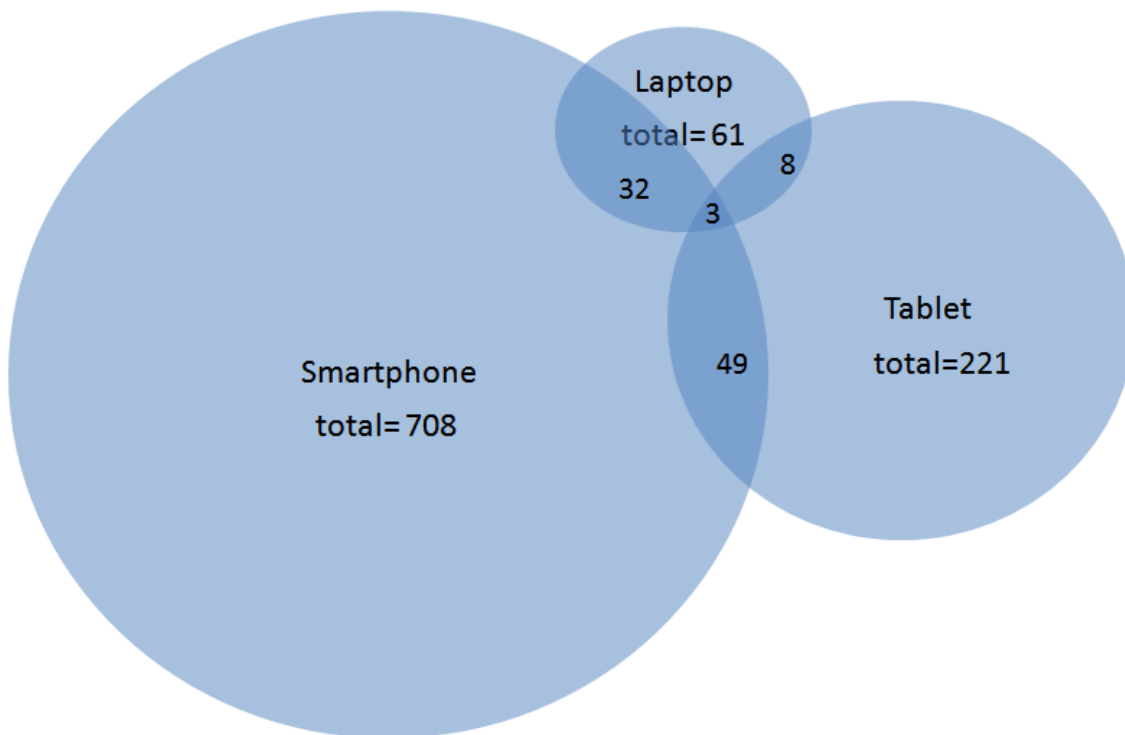 Laptop
total= 61
8
32
3
Tablet
total=221
49
Smartphone
total= 708